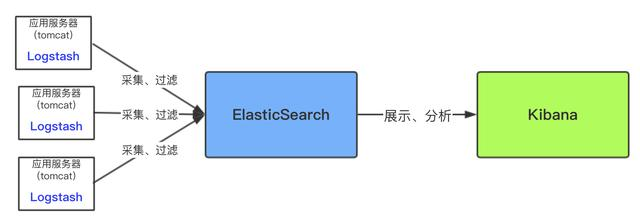 应用服务器
（tomcat）
Logstash
采集、过滤
应用服务器
（tomcat）
Logstash
采集、过滤
ElasticSearch
展示、分析
Kibana
采集、过滤
应用服务器
（tomcat）
Logstash